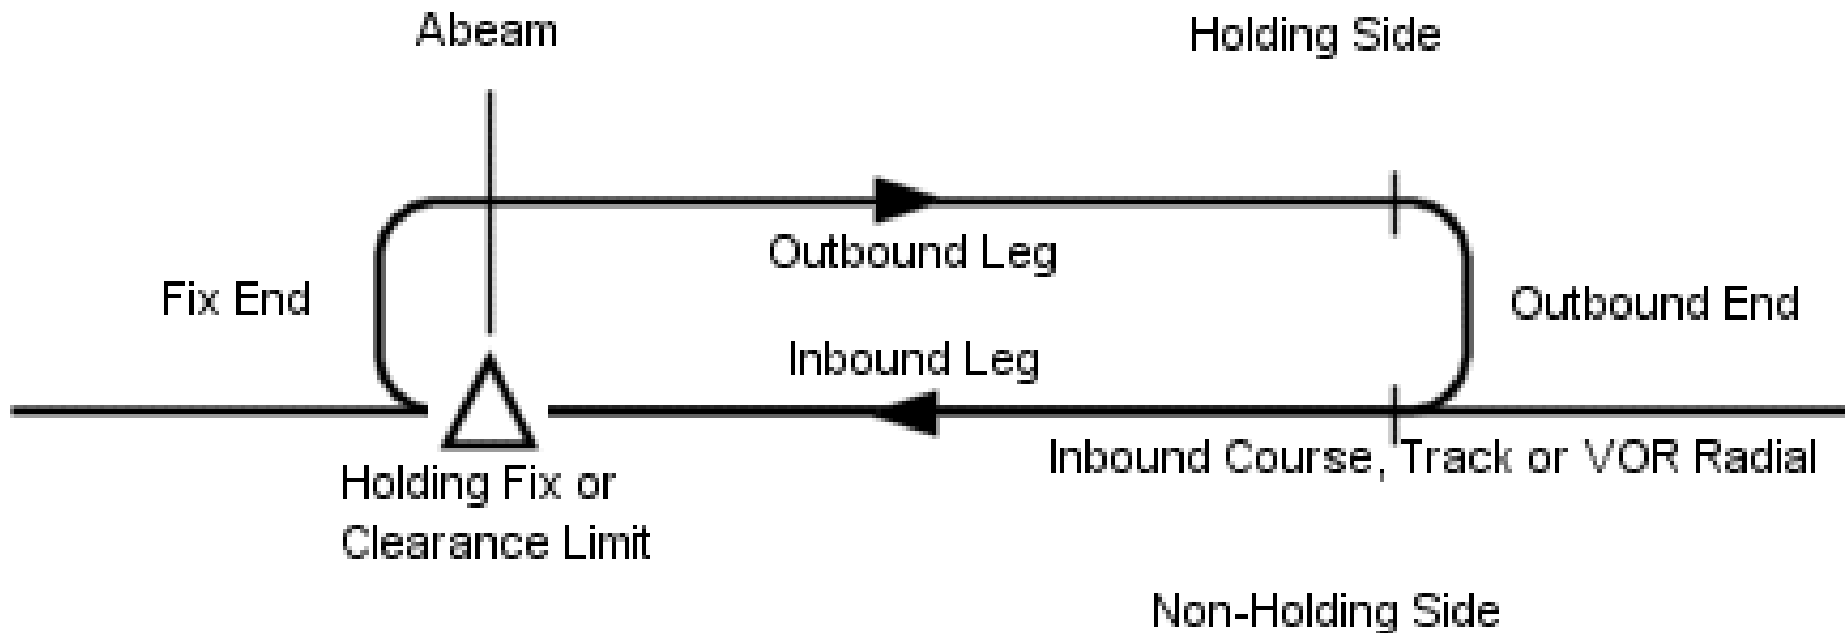 Abeam
Holding Side
Outbound Leg
Fix End
Outbound End
Inbound Leg
Inbound Course, Track or VOR Radial
Holding Fix or
Clearance Limit
Non-Holding Side